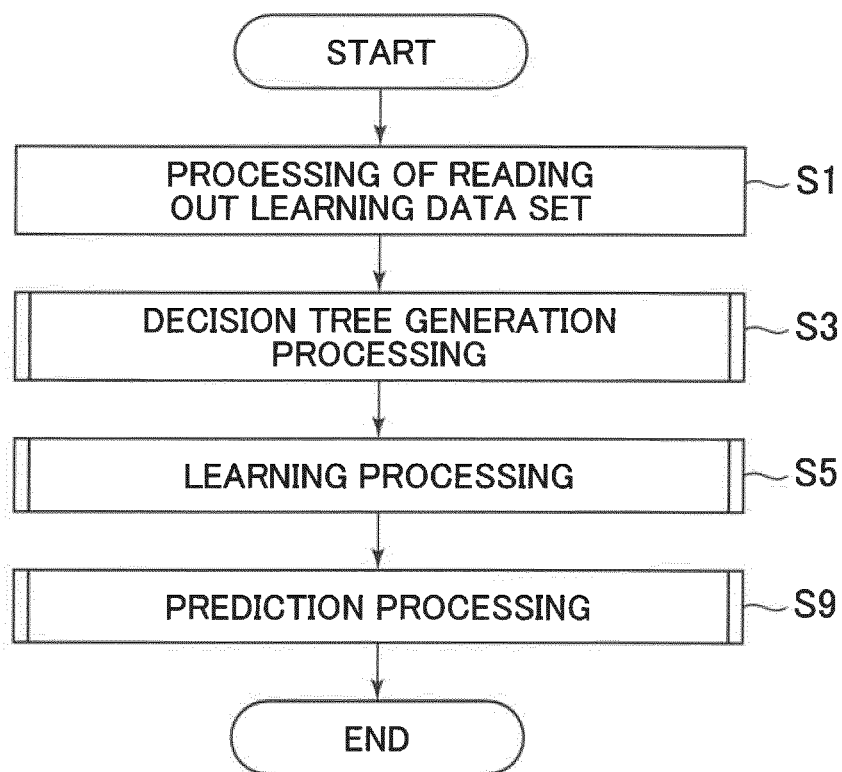 START
PROCESSING OF READING
OUT LEARNING DATA SET
S1
DECISION TREE GENERATION
PROCESSING
S3
LEARNING PROCESSING
S5
PREDICTION PROCESSING
S9
END